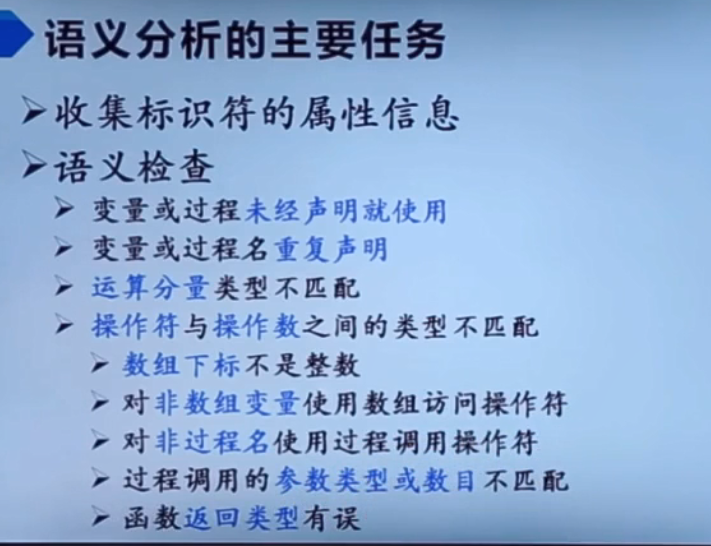 语义分析的主要任务
收集标识符的属性信息
语义检查
变量或过程未经声明就使用
变量或过程名重复声明
运算分量类型不匹配
操作符与操作数之间的类型不匹配
数组下标不是整数
对非数组变量使用数组访问操作符
对非过程名使用过程调用操作符
过程调用的参数类型或数目不匹配
函数返回类型有误